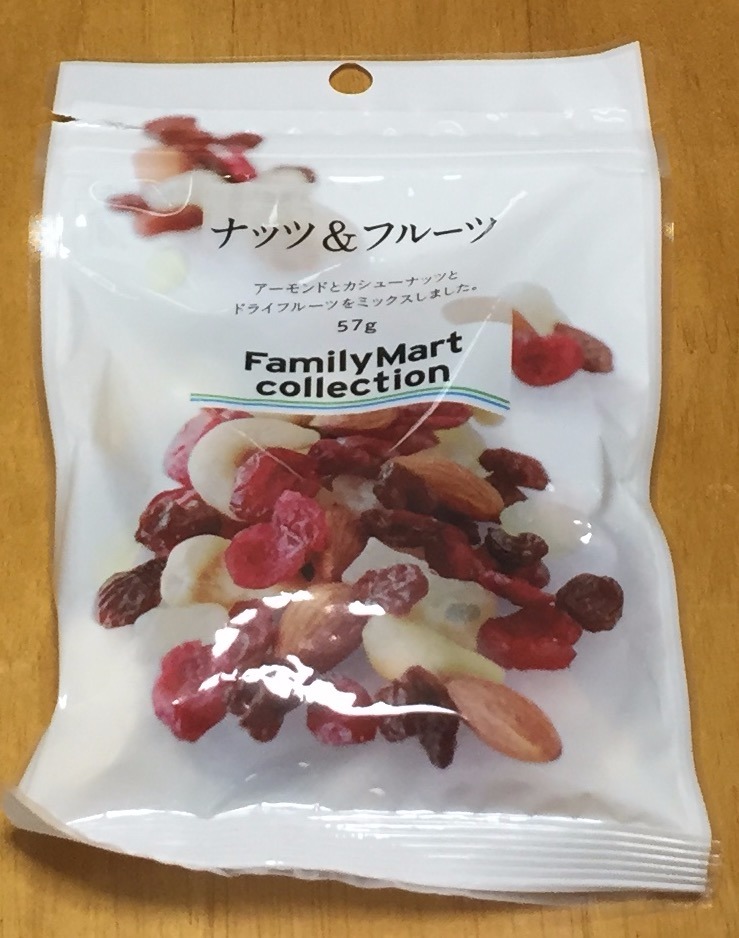 ナッツ&フルーツ
アーモンドとカシューナッツと
ドライフルーツをミックスしました。
57g
FamilyMart
collection